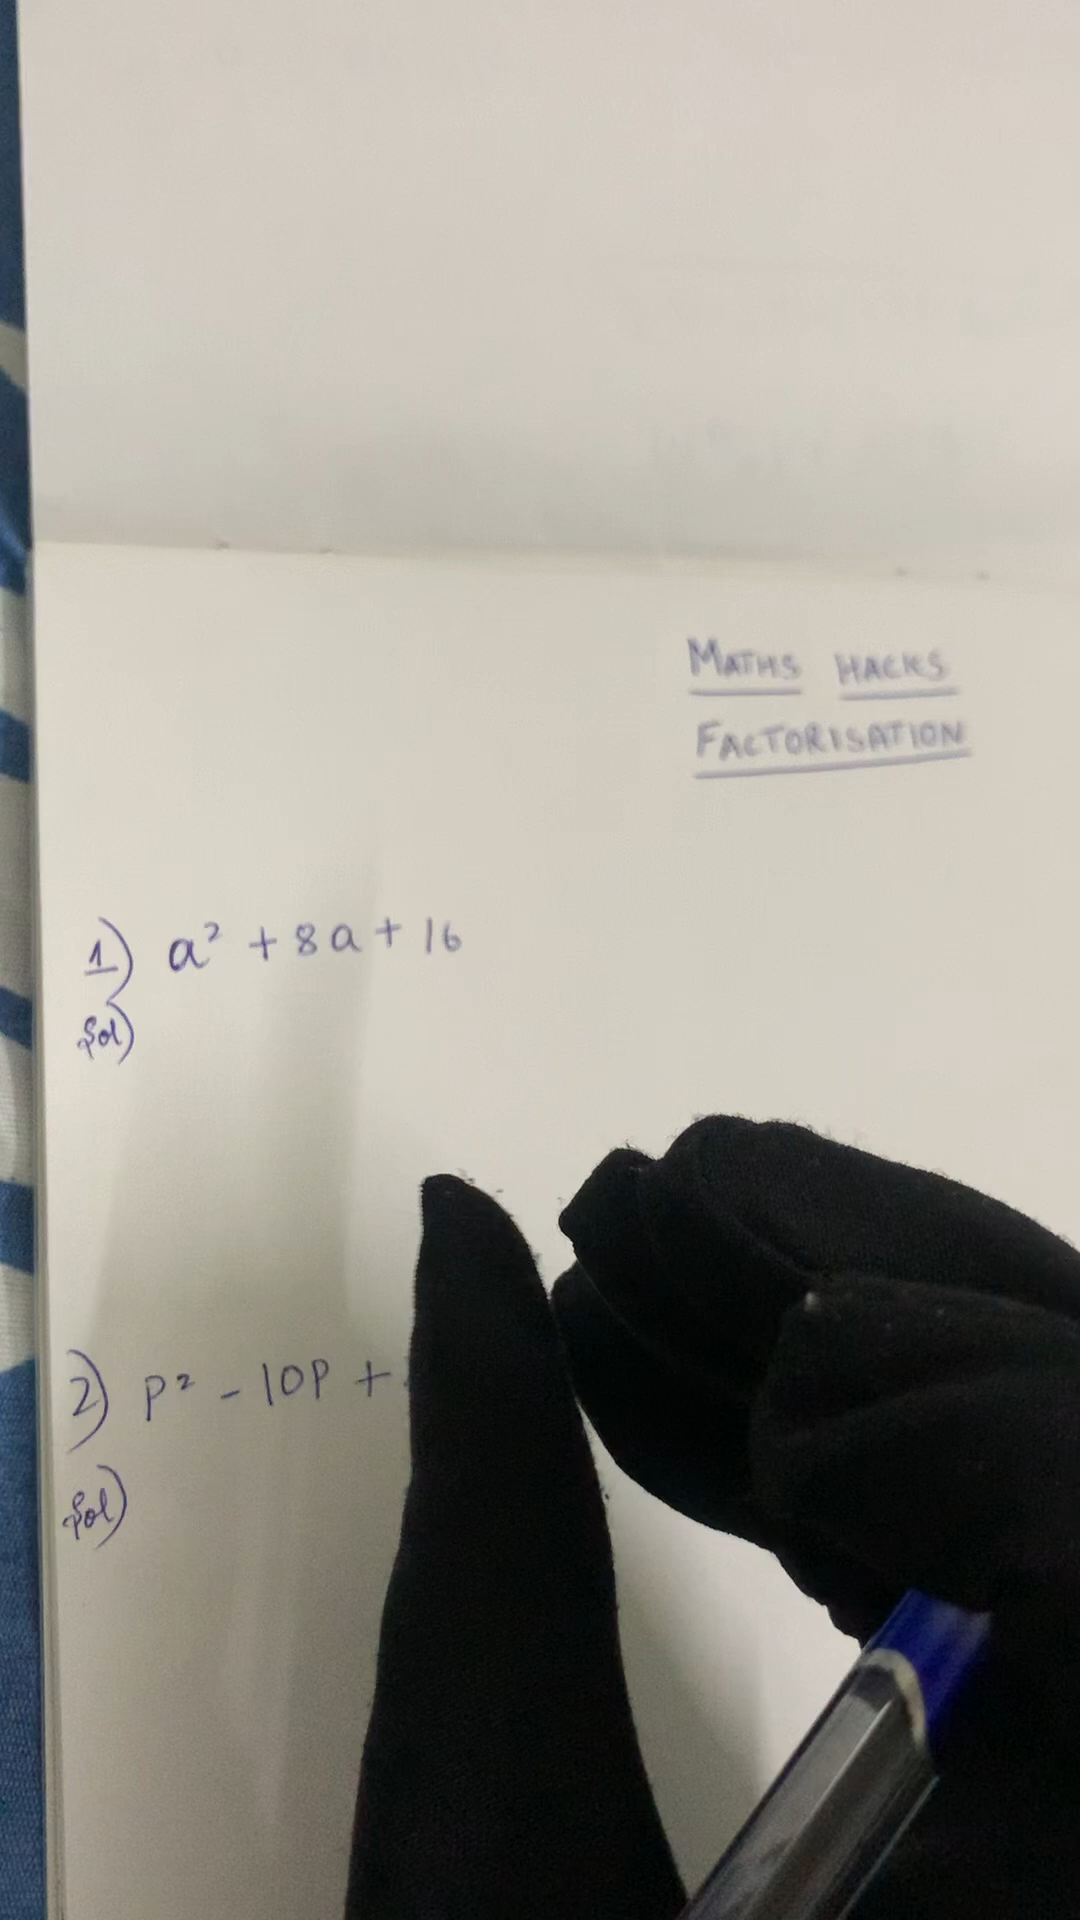 MATHS HACKS
FACTORISATION
1) a² + 8a + 16
Sol)
2) p² - 10p +
Sol)